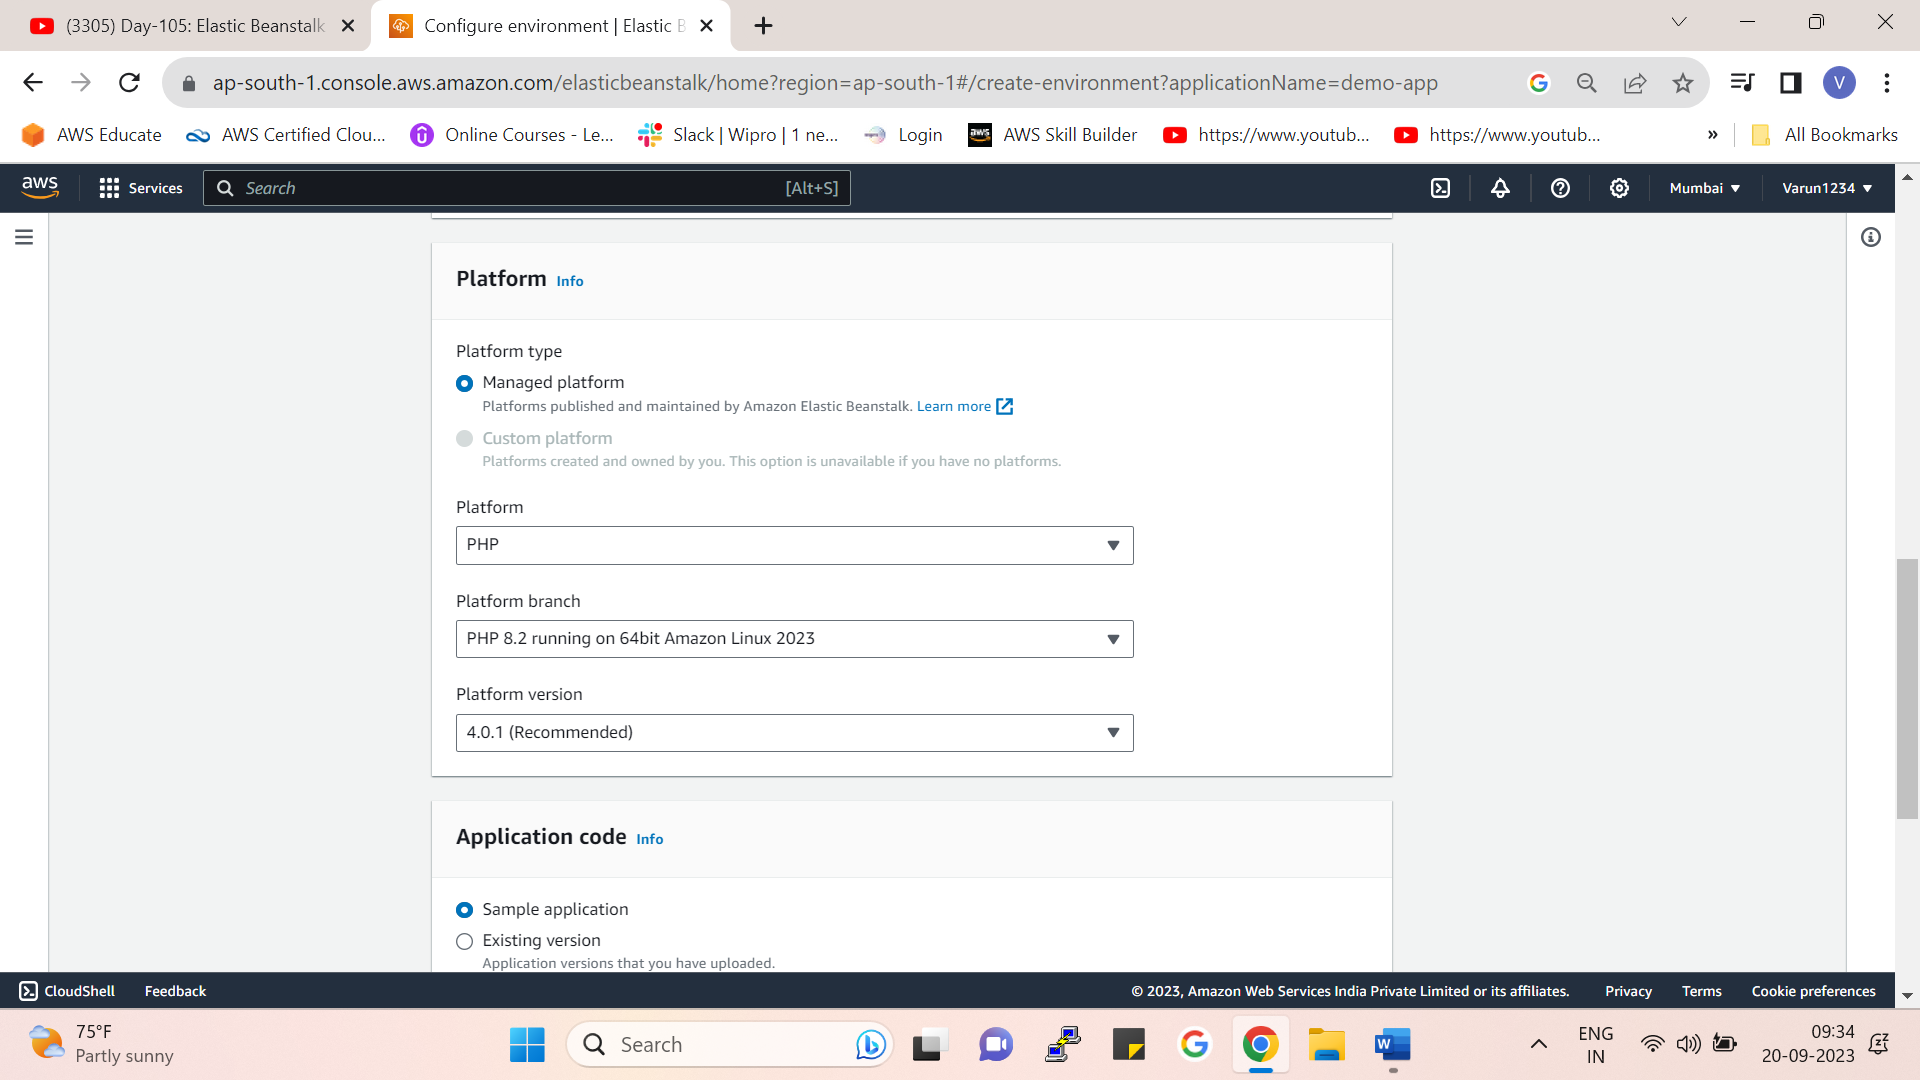 (3305) Day-105: Elastic Beanstalk
Configure environment | Elastic B
ap-south-1.console.aws.amazon.com/elasticbeanstalk/home?region=ap-south-1#/create-environment?applicationName=demo-app
V
AWS Educate
AWS Certified Clou...
Online Courses - Le...
Slack | Wipro | 1 ne...
Login
AWS Skill Builder
https://www.youtub...
https://www.youtub...
»
All Bookmarks
aws
Services
Search
[Alt+S]
Mumbai
Varun1234
Platform Info
Platform type
Managed platform
Platforms published and maintained by Amazon Elastic Beanstalk. Learn more
Custom platform
Platforms created and owned by you. This option is unavailable if you have no platforms.
Platform
PHP
Platform branch
PHP 8.2 running on 64bit Amazon Linux 2023
Platform version
4.0.1 (Recommended)
Application code Info
Sample application
Existing version
Application versions that you have uploaded.
CloudShell
Feedback
© 2023, Amazon Web Services India Private Limited or its affiliates.
Privacy
Terms
Cookie preferences
75°F
Partly sunny
Search
ENG
IN
09:34
20-09-2023